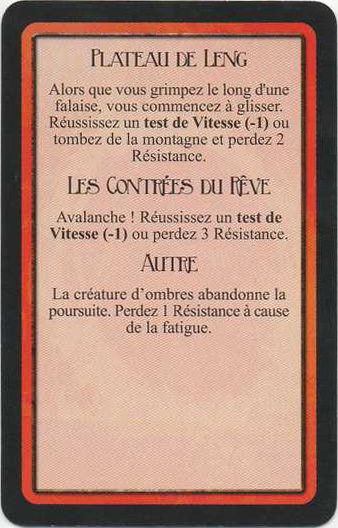 Plateau de Leng
Alors que vous grimpez le long d'une
falaise, vous commencez à glisser.
Réussissez un test de Vitesse (-1) ou
tombez de la montagne et perdez 2
Résistance.
Les Contrées du Rêve
Avalanche ! Réussissez un test de
Vitesse (-1) ou perdez 3 Résistance.
Autre
La créature d'ombres abandonne la
poursuite. Perdez 1 Résistance à cause
de la fatigue.